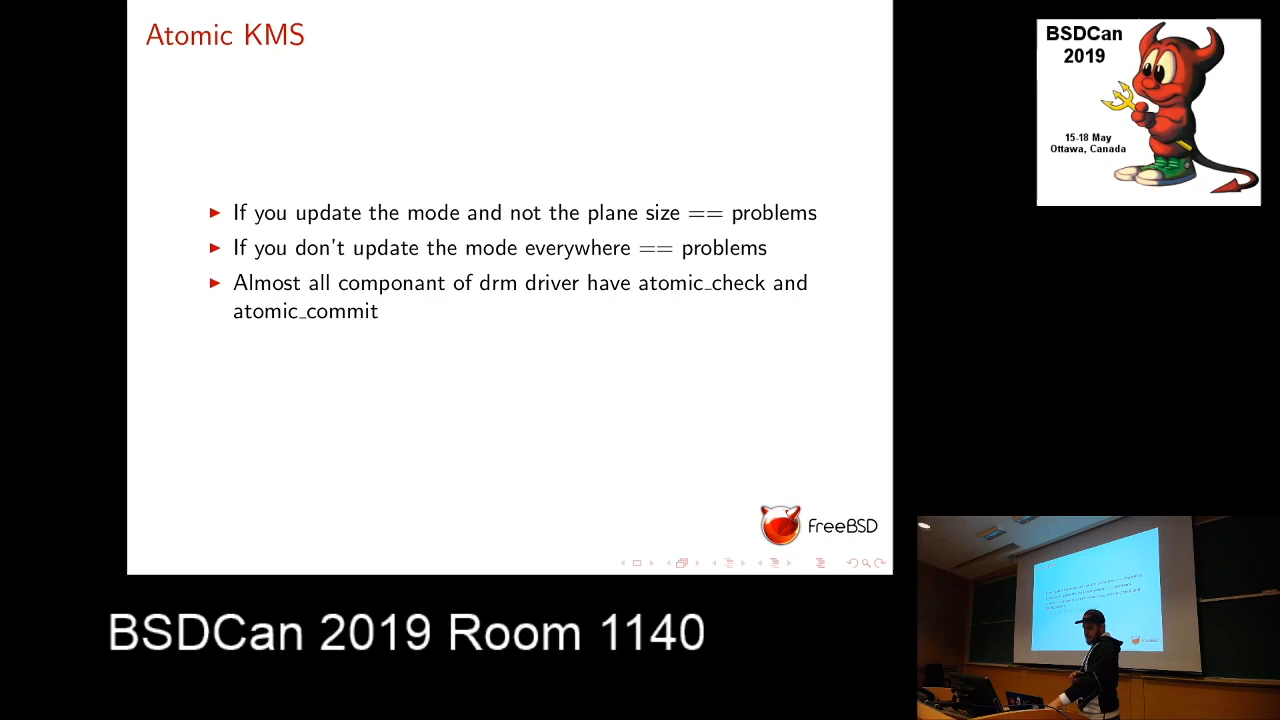 Atomic KMS
If you update the mode and not the plane size == problems
If you don't update the mode everywhere == problems
Almost all componant of drm driver have atomic_check and
atomic_commit
FreeBSD
BSDCan
2019
15-18 May
Ottawa, Canada
BSDCan 2019 Room 1140